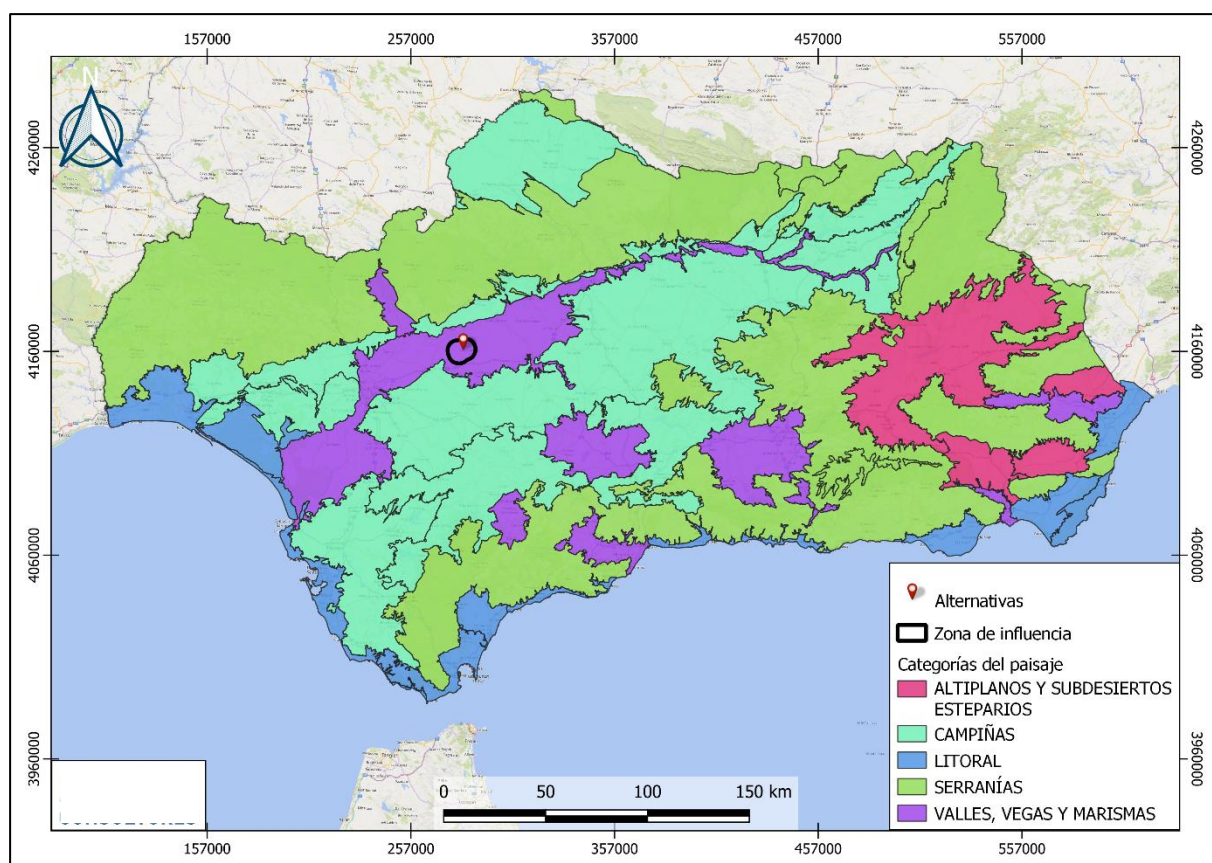 157000 257000 357000 457000 557000
N
4260000 4260000
4160000 4160000
4060000 4060000
3960000 3960000
Alternativas
Zona de influencia
Categorías del paisaje
ALTIPLANOS Y SUBDESIERTOS
ESTEPARIOS
CAMPIÑAS
LITORAL
SERRANÍAS
VALLES, VEGAS Y MARISMAS
0 50 100 150 km
157000 257000 357000 457000 557000